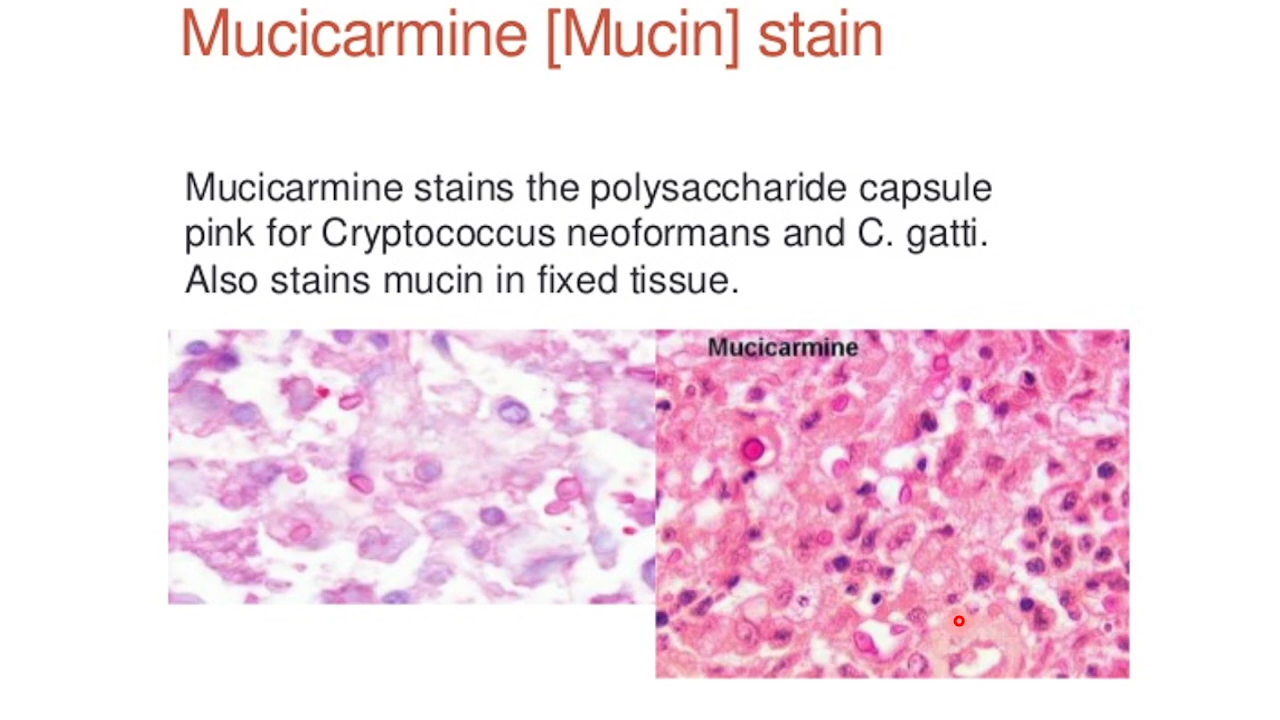 Mucicarmine [Mucin] stain
Mucicarmine stains the polysaccharide capsule
pink for Cryptococcus neoformans and C. gatti.
Also stains mucin in fixed tissue.
Mucicarmine